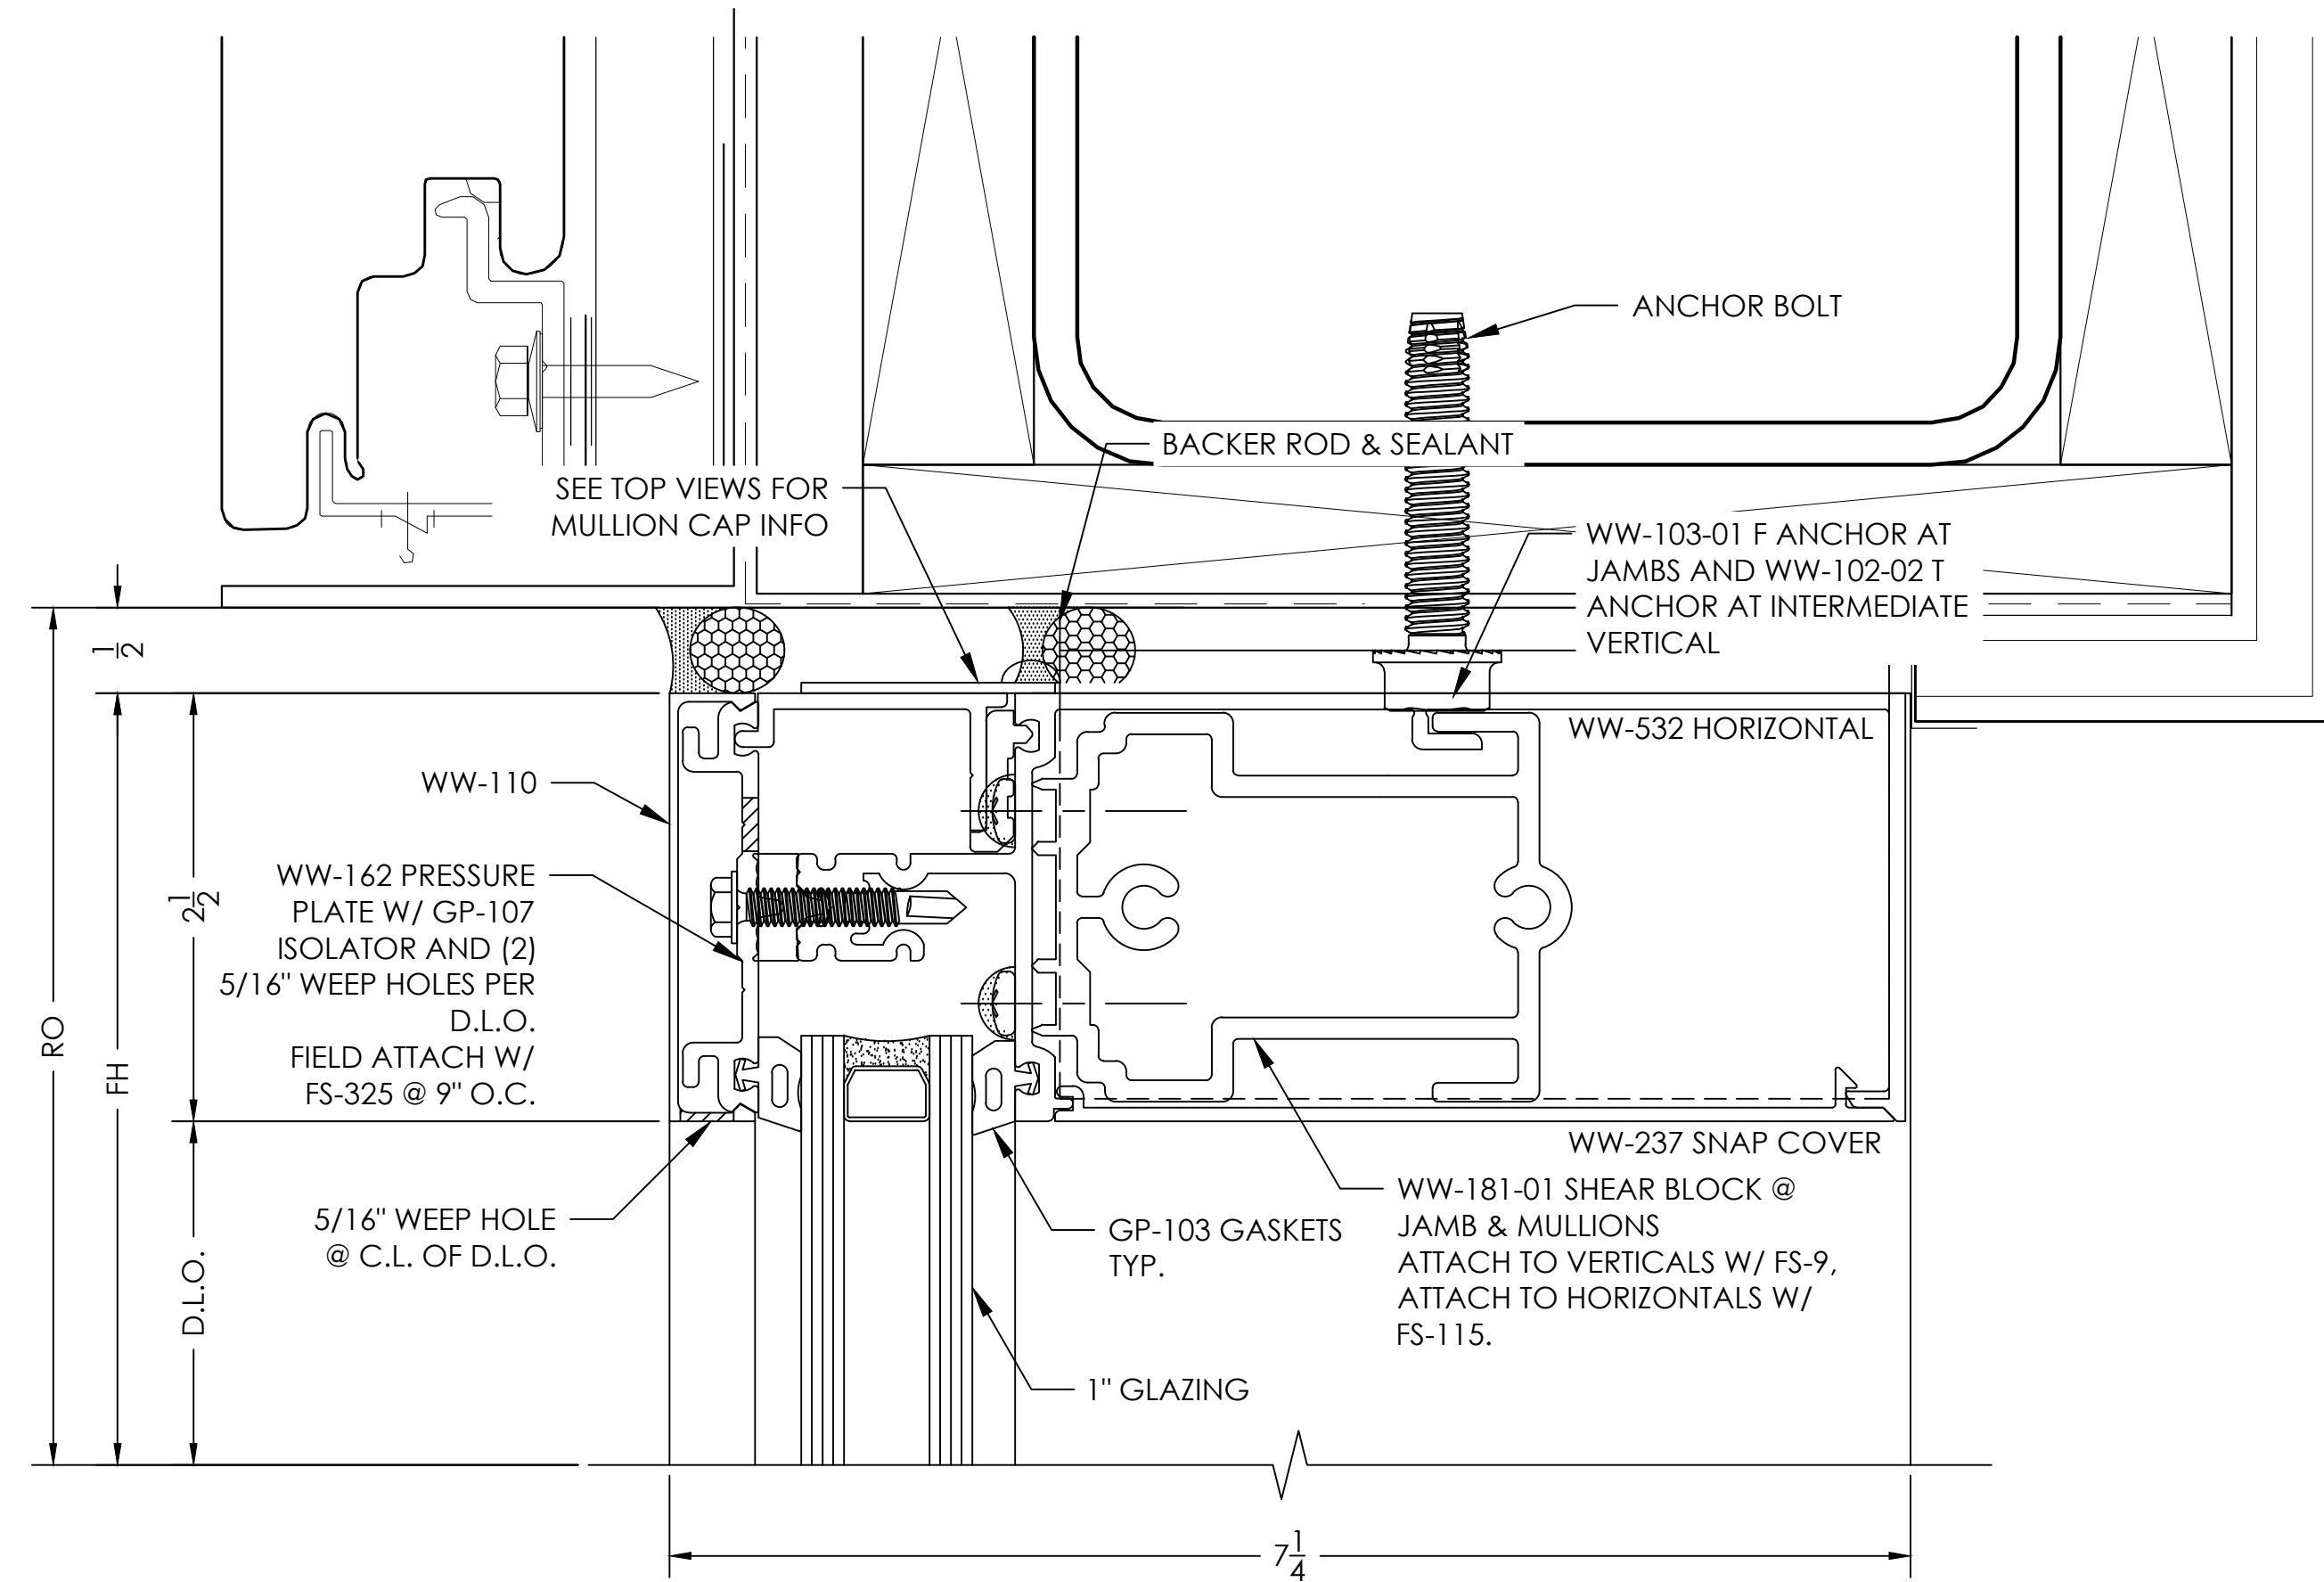 ANCHOR BOLT
BACKER ROD & SEALANT
SEE TOP VIEWS FOR
MULLION CAP INFO
WW-103-01 F ANCHOR AT
JAMBS AND WW-102-02 T
ANCHOR AT INTERMEDIATE
VERTICAL
1/2
WW-532 HORIZONTAL
WW-110
WW-162 PRESSURE
PLATE W/ GP-107
ISOLATOR AND (2)
5/16" WEEP HOLES PER
D.L.O.
FIELD ATTACH W/
FS-325 @ 9" O.C.
2 1/2
RO
FH
WW-237 SNAP COVER
WW-181-01 SHEAR BLOCK @
JAMB & MULLIONS
ATTACH TO VERTICALS W/ FS-9,
ATTACH TO HORIZONTALS W/
FS-115.
5/16" WEEP HOLE
@ C.L. OF D.L.O.
GP-103 GASKETS
TYP.
D.L.O.
1" GLAZING
7 1/4